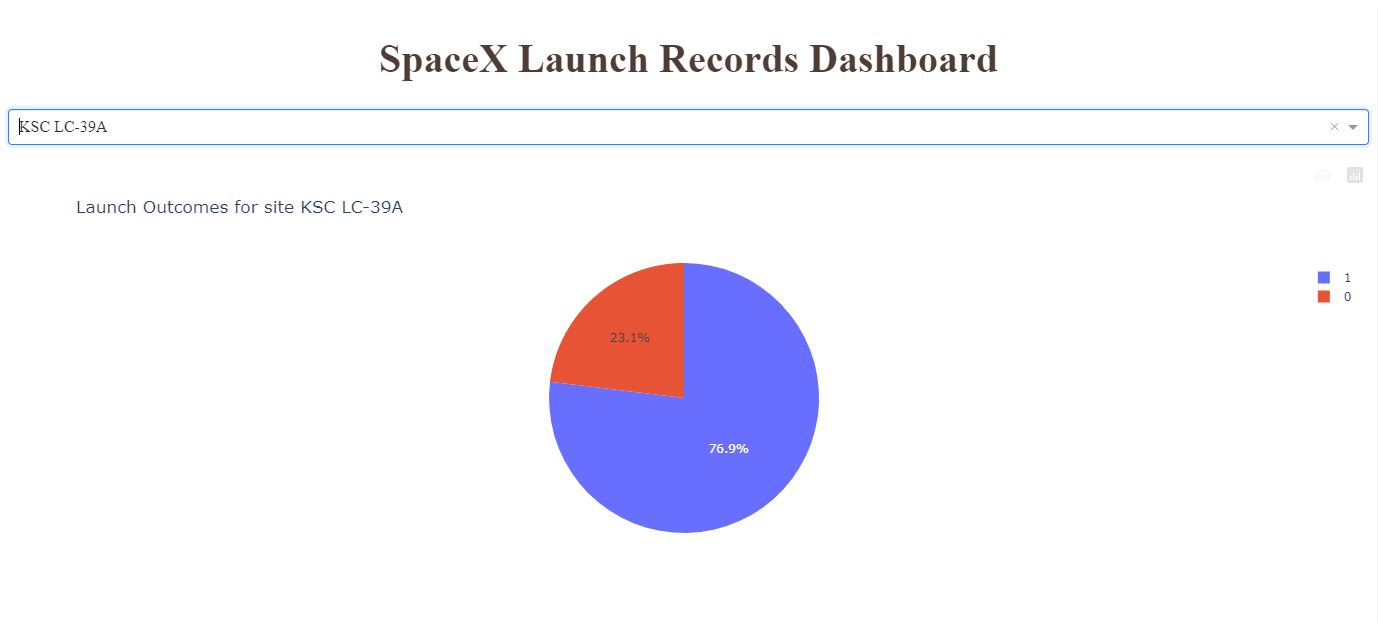 SpaceX Launch Records Dashboard
KSC LC-39A
Launch Outcomes for site KSC LC-39A
1
0
23.1%
76.9%